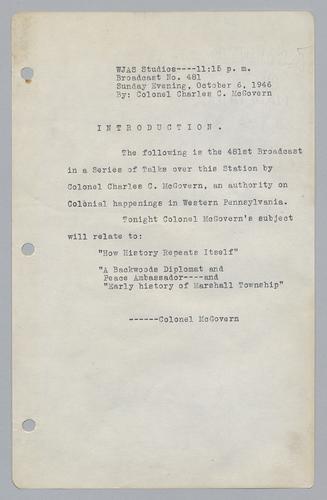 WJAS Studios----11:15 p. m.
Broadcast No. 481
Sunday Evening, October 6, 1946
By: Colonel Charles C. McGovern
INTRODUCTION.
The following is the 481st Broadcast
in a Series of Talks over this Station by
Colonel Charles C. McGovern, an authority on
Colonial happenings in Western Pennsylvania.
Tonight Colonel McGovern's subject
will relate to:
"How History Repeats Itself"
"A Backwoods Diplomat and
Peace Ambassador----and
"Early history of Marshall Township"
------Colonel McGovern